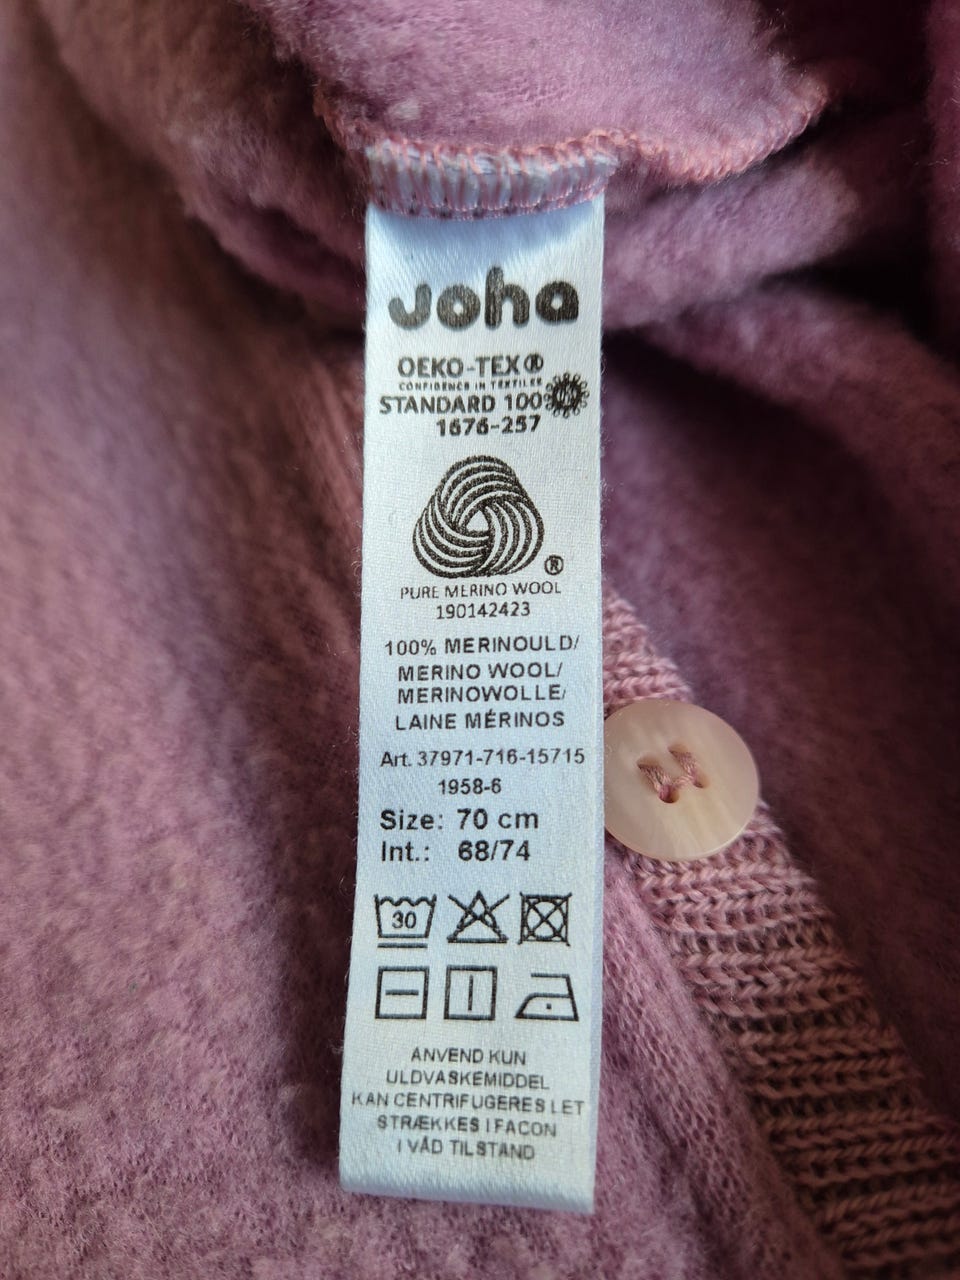 Joha
OEKO-TEX®
CONFIDENCE IN TEXTILES
STANDARD 100
1676-257
®
PURE MERINO WOOL
190142423
100% MERINOULD/
MERINO WOOL/
MERINOWOLLE/
LAINE MÉRINOS
Art. 37971-716-15715
1958-6
Size: 70 cm
Int.: 68/74
30
ANVEND KUN
ULDVASKEMIDDEL
KAN CENTRIFUGERES LET
STRÆKKES I FACON
I VÅD TILSTAND